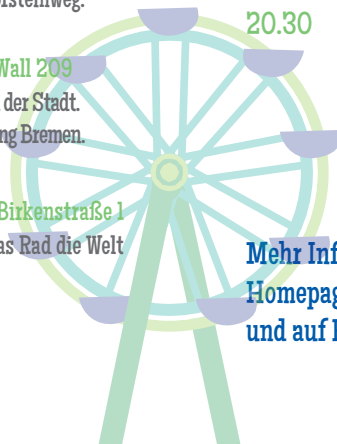 Wall 209
der Stadt.
ng Bremen.
Birkenstraße 1
as Rad die Welt
20.30
Mehr Inf
Homepag
und auf